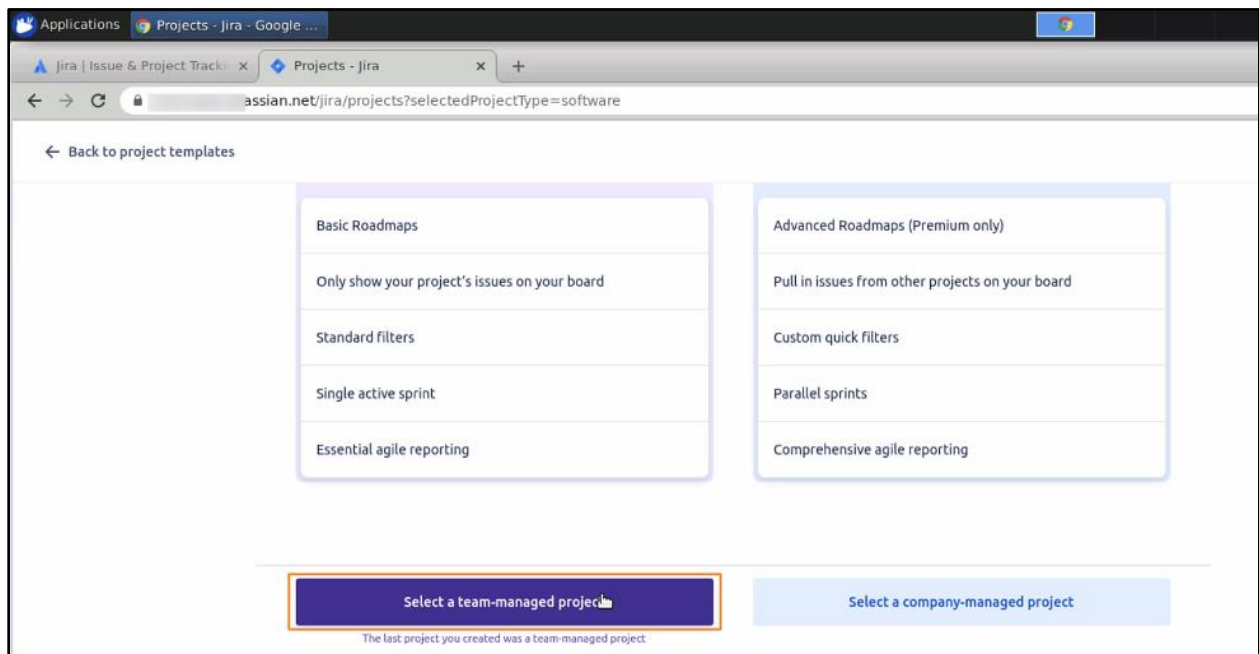 Applications Projects - Jira - Google ...
Jira | Issue & Project Tracki Projects - Jira
assian.net/jira/projects?selectedProjectType=software
Back to project templates
Basic Roadmaps
Advanced Roadmaps (Premium only)
Only show your project's issues on your board
Pull in issues from other projects on your board
Standard filters
Custom quick filters
Single active sprint
Parallel sprints
Essential agile reporting
Comprehensive agile reporting
Select a team-managed project
Select a company-managed project
The last project you created was a team-managed project